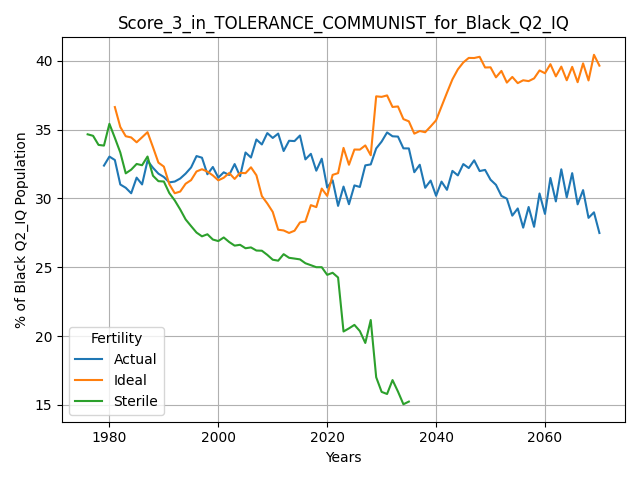 Score_3_in_TOLERANCE_COMMUNIST_for_Black_Q2_IQ
% of Black Q2_IQ Population
40
35
30
25
20
15
Fertility
Actual
Ideal
Sterile
1980 2000 2020 2040 2060
Years